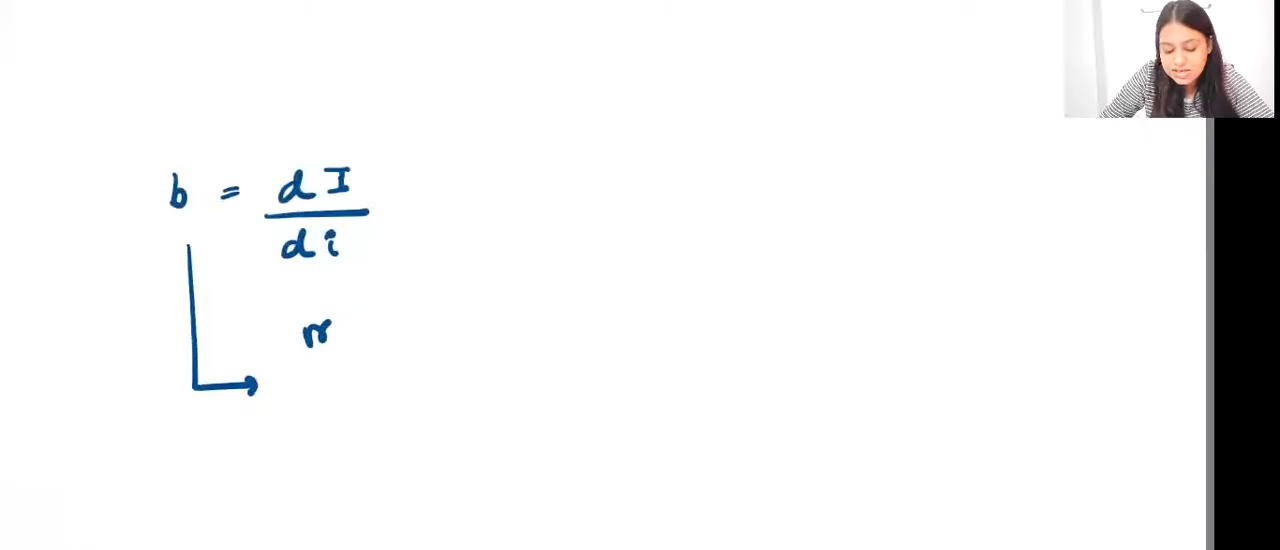 b = dI
di